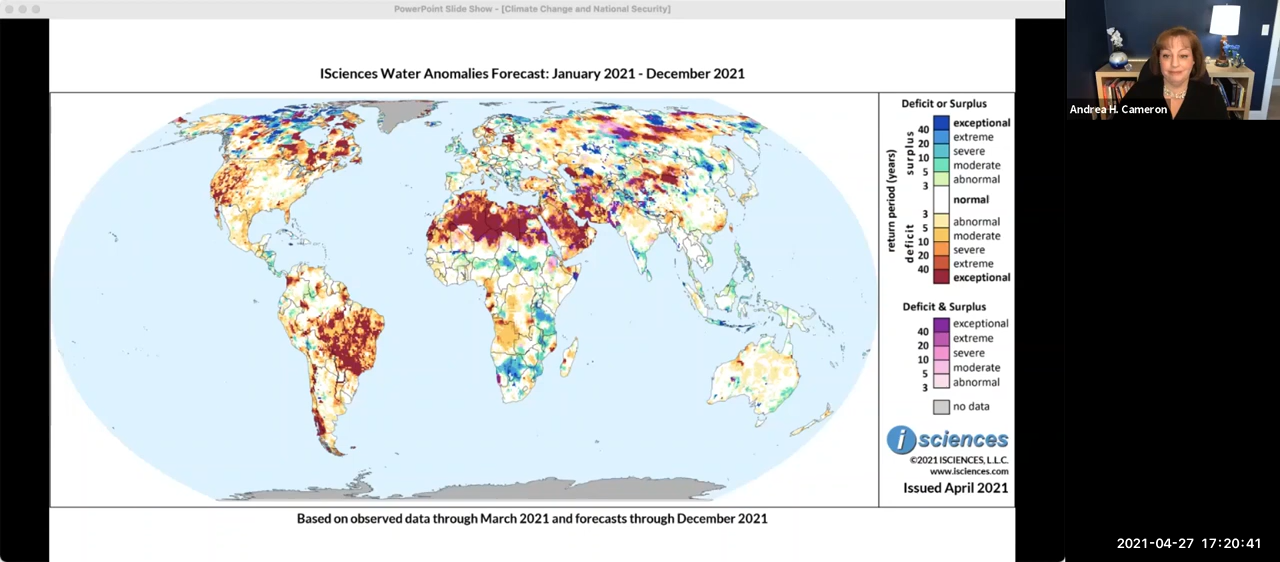 PowerPoint Slide Show - [Climate Change and National Security]
ISciences Water Anomalies Forecast: January 2021 - December 2021
Deficit or Surplus
return period (years)
surplus
deficit
exceptional
40
extreme
20
severe
10
moderate
5
abnormal
3
normal
3
abnormal
5
moderate
10
severe
20
extreme
40
exceptional
Deficit & Surplus
exceptional
40
extreme
20
severe
10
moderate
5
abnormal
3
no data
isciences
©2021 ISCIENCES, L.L.C.
www.isciences.com
Issued April 2021
Based on observed data through March 2021 and forecasts through December 2021
Andrea H. Cameron
2021-04-27 17:20:41